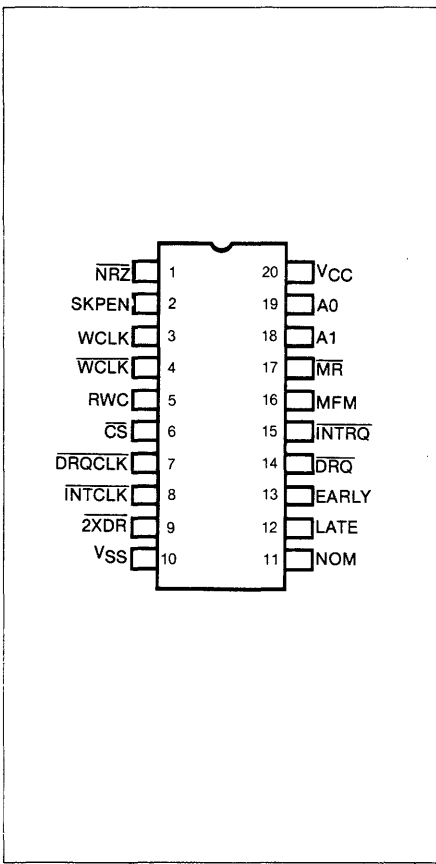 NRZ 1 20 VCC
SKPEN 2 19 A0
WCLK 3 18 A1
WCLK 4 17 MR
RWC 5 16 MFM
CS 6 15 INTRQ
DRQCLK 7 14 DRQ
INTCLK 8 13 EARLY
2XDR 9 12 LATE
VSS 10 11 NOM